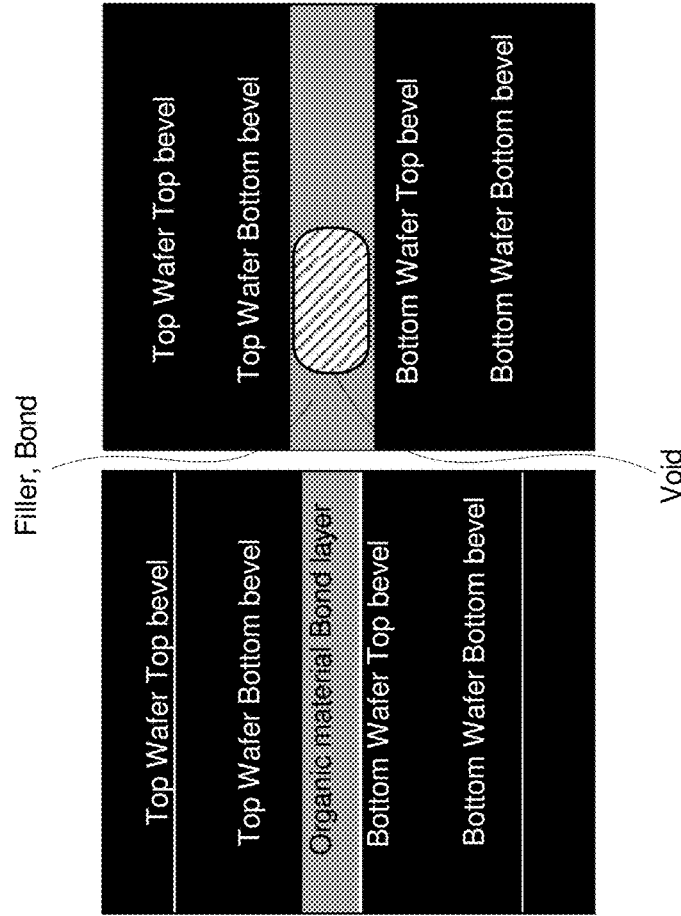 Filler, Bond
Top Wafer Top bevel
Top Wafer Bottom bevel
Organic material Bond layer
Bottom Wafer Top bevel
Bottom Wafer Bottom bevel
Top Wafer Top bevel
Top Wafer Bottom bevel
Bottom Wafer Top bevel
Bottom Wafer Bottom bevel
Void